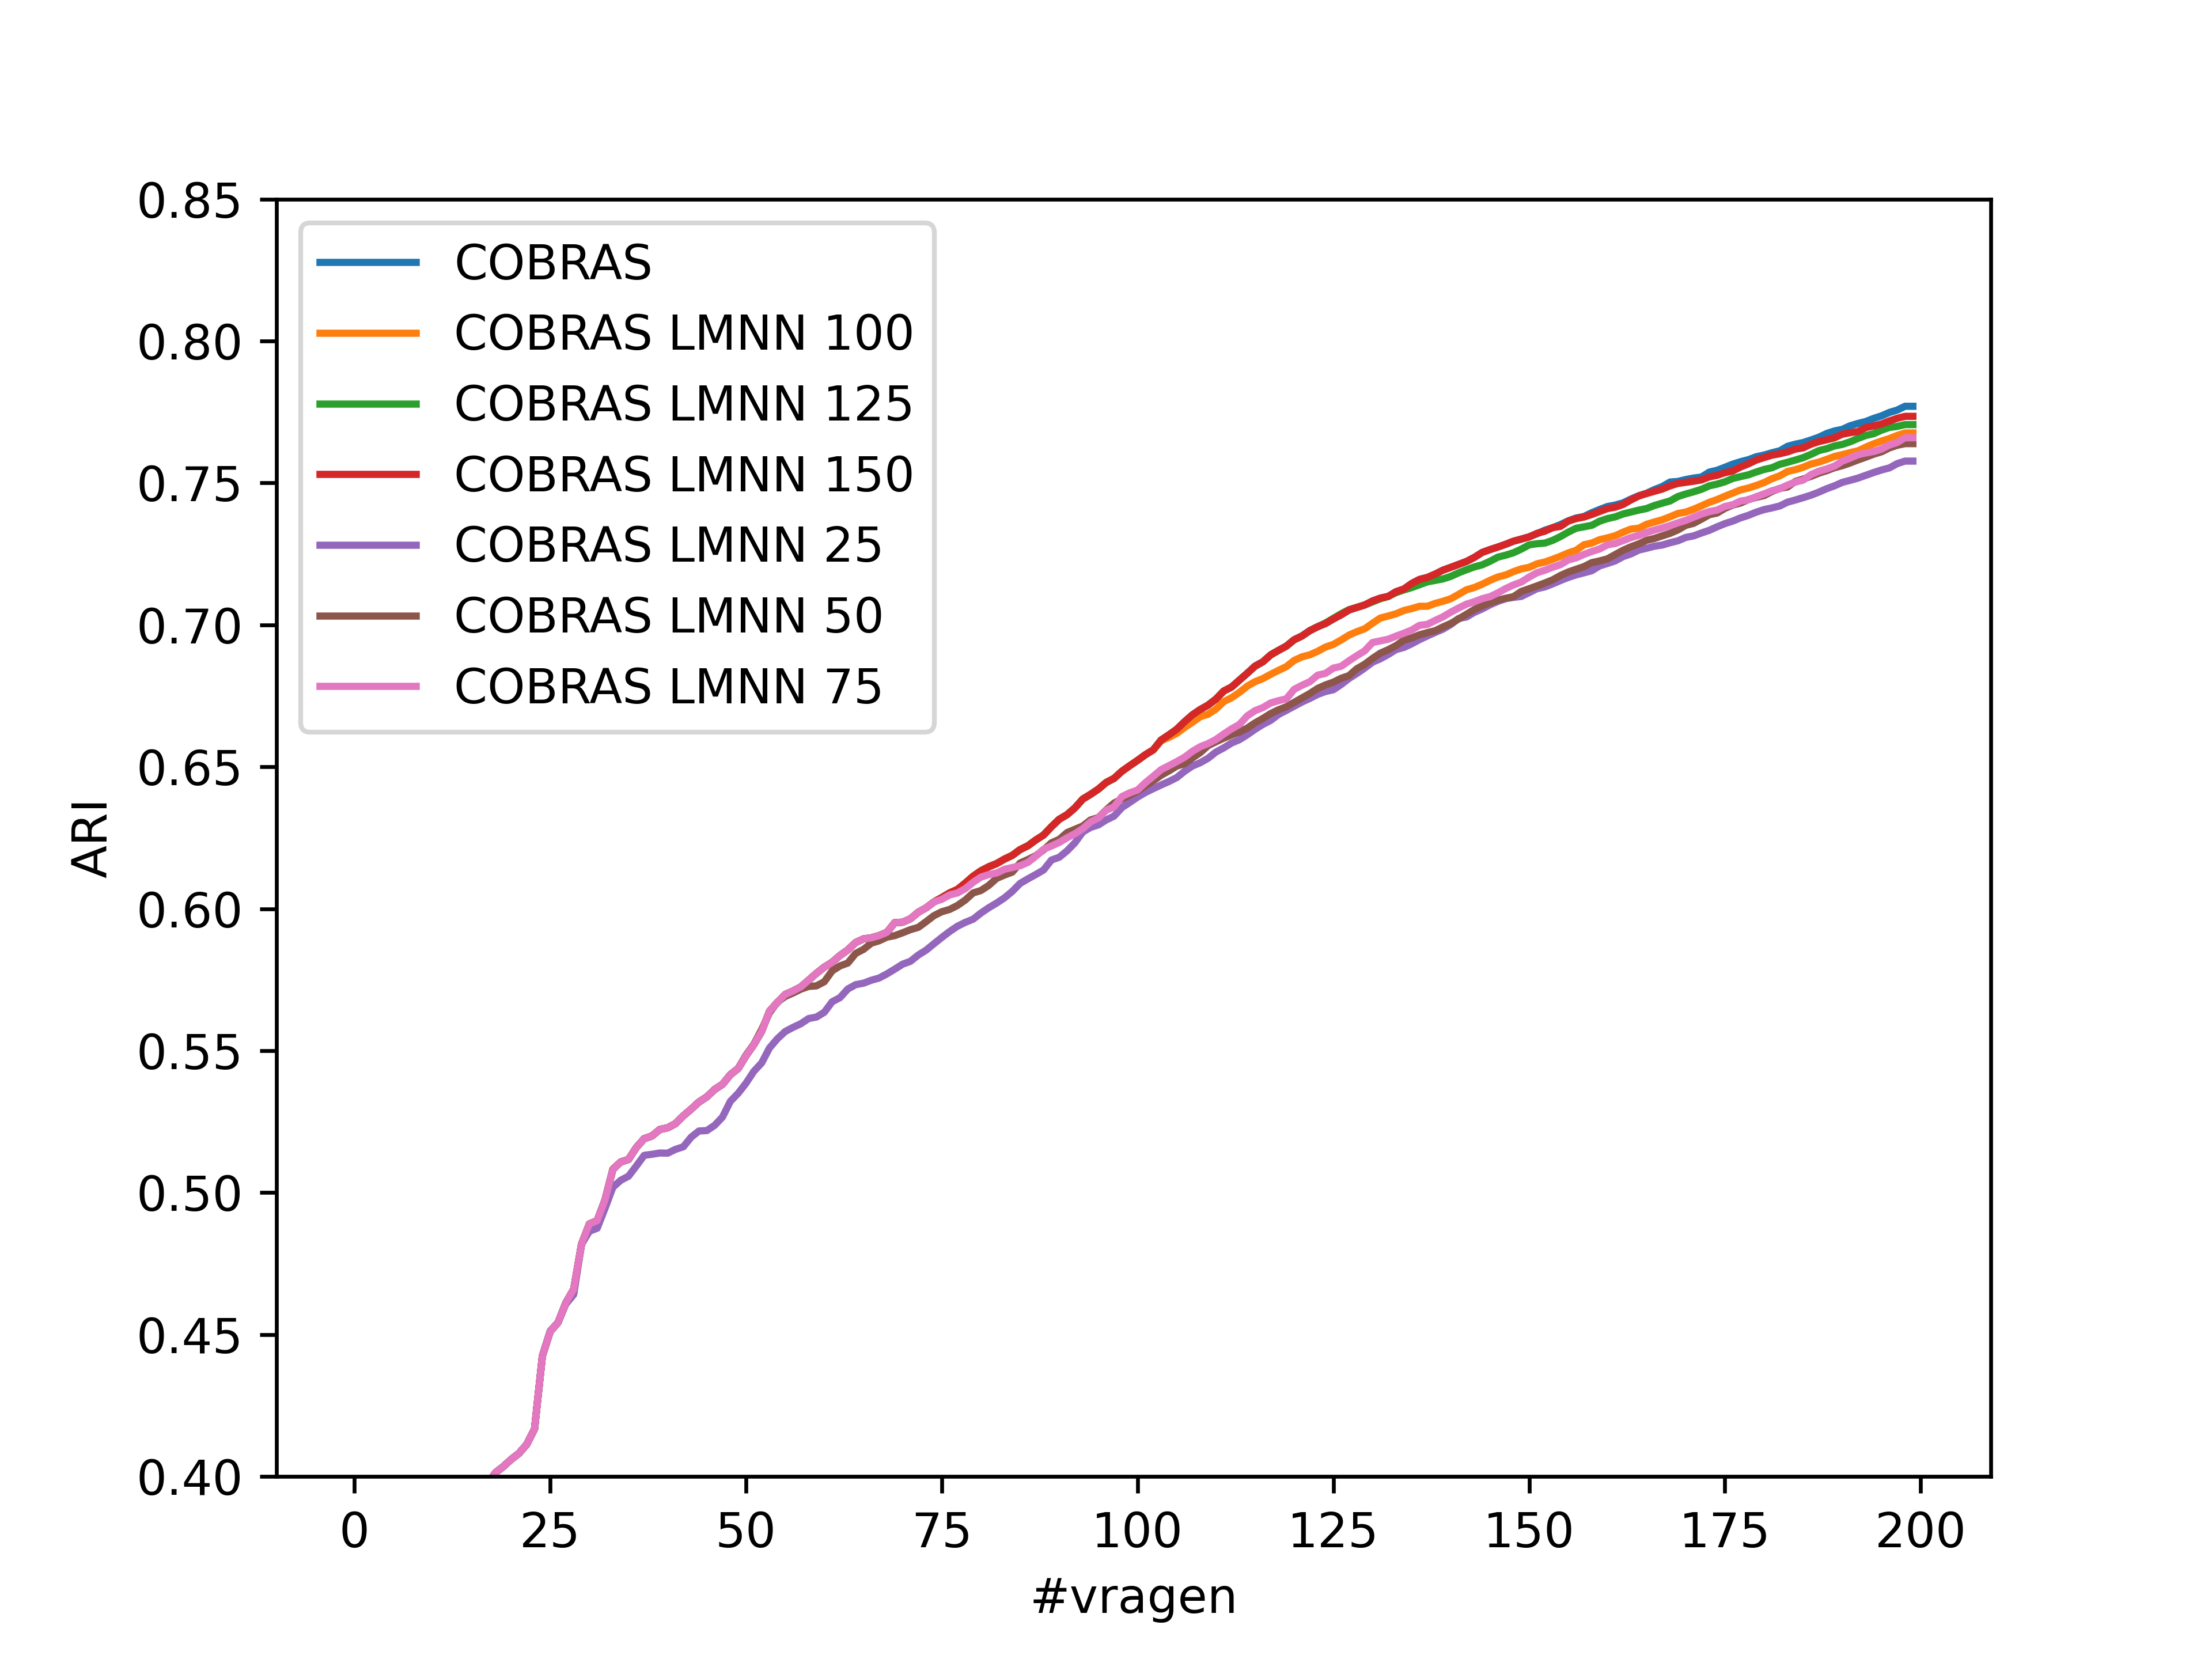 0.85
0.80
0.75
0.70
0.65
0.60
0.55
0.50
0.45
0.40
ARI
COBRAS
COBRAS LMNN 100
COBRAS LMNN 125
COBRAS LMNN 150
COBRAS LMNN 25
COBRAS LMNN 50
COBRAS LMNN 75
0 25 50 75 100 125 150 175 200
#vragen